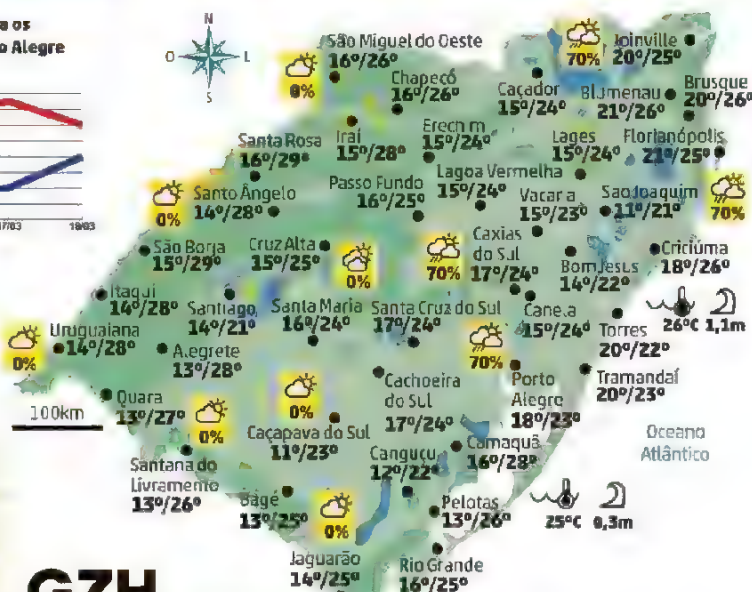 a os
o Alegre
17/03
18/03
N
O
L
S
São Miguel do Oeste
16º/26º
0%
Chapecó
16º/26º
70%
Joinville
20º/25º
Caçador
15º/24º
Blumenau
21º/26º
Brusque
20º/26º
Santa Rosa
16º/29º
Iraí
15º/28º
Erechim
15º/24º
Lages
15º/24º
Florianópolis
21º/25º
0%
Santo Ângelo
14º/28º
Passo Fundo
16º/25º
Lagoa Vermelha
15º/24º
Vacaria
15º/23º
São Joaquim
11º/21º
70%
São Borja
15º/29º
Cruz Alta
15º/25º
0%
70%
Caxias
do Sul
17º/24º
Bom Jesus
14º/22º
Criciúma
18º/26º
Itaqui
14º/28º
Santiago
14º/21º
Santa Maria
16º/24º
Santa Cruz do Sul
17º/24º
Canela
15º/24º
26ºC 1,1m
Uruguaiana
14º/28º
0%
Alegrete
13º/28º
70%
Torres
20º/22º
Quaraí
13º/27º
100km
0%
0%
Cachoeira
do Sul
17º/24º
Porto
Alegre
18º/23º
Tramandaí
20º/23º
Caçapava do Sul
11º/23º
Canguçu
12º/22º
Camaquã
16º/28º
Oceano
Atlântico
Santana do
Livramento
13º/26º
Bagé
13º/25º
0%
Pelotas
13º/26º
25ºC 0,3m
Jaguarão
14º/25º
Rio Grande
16º/25º
GZH